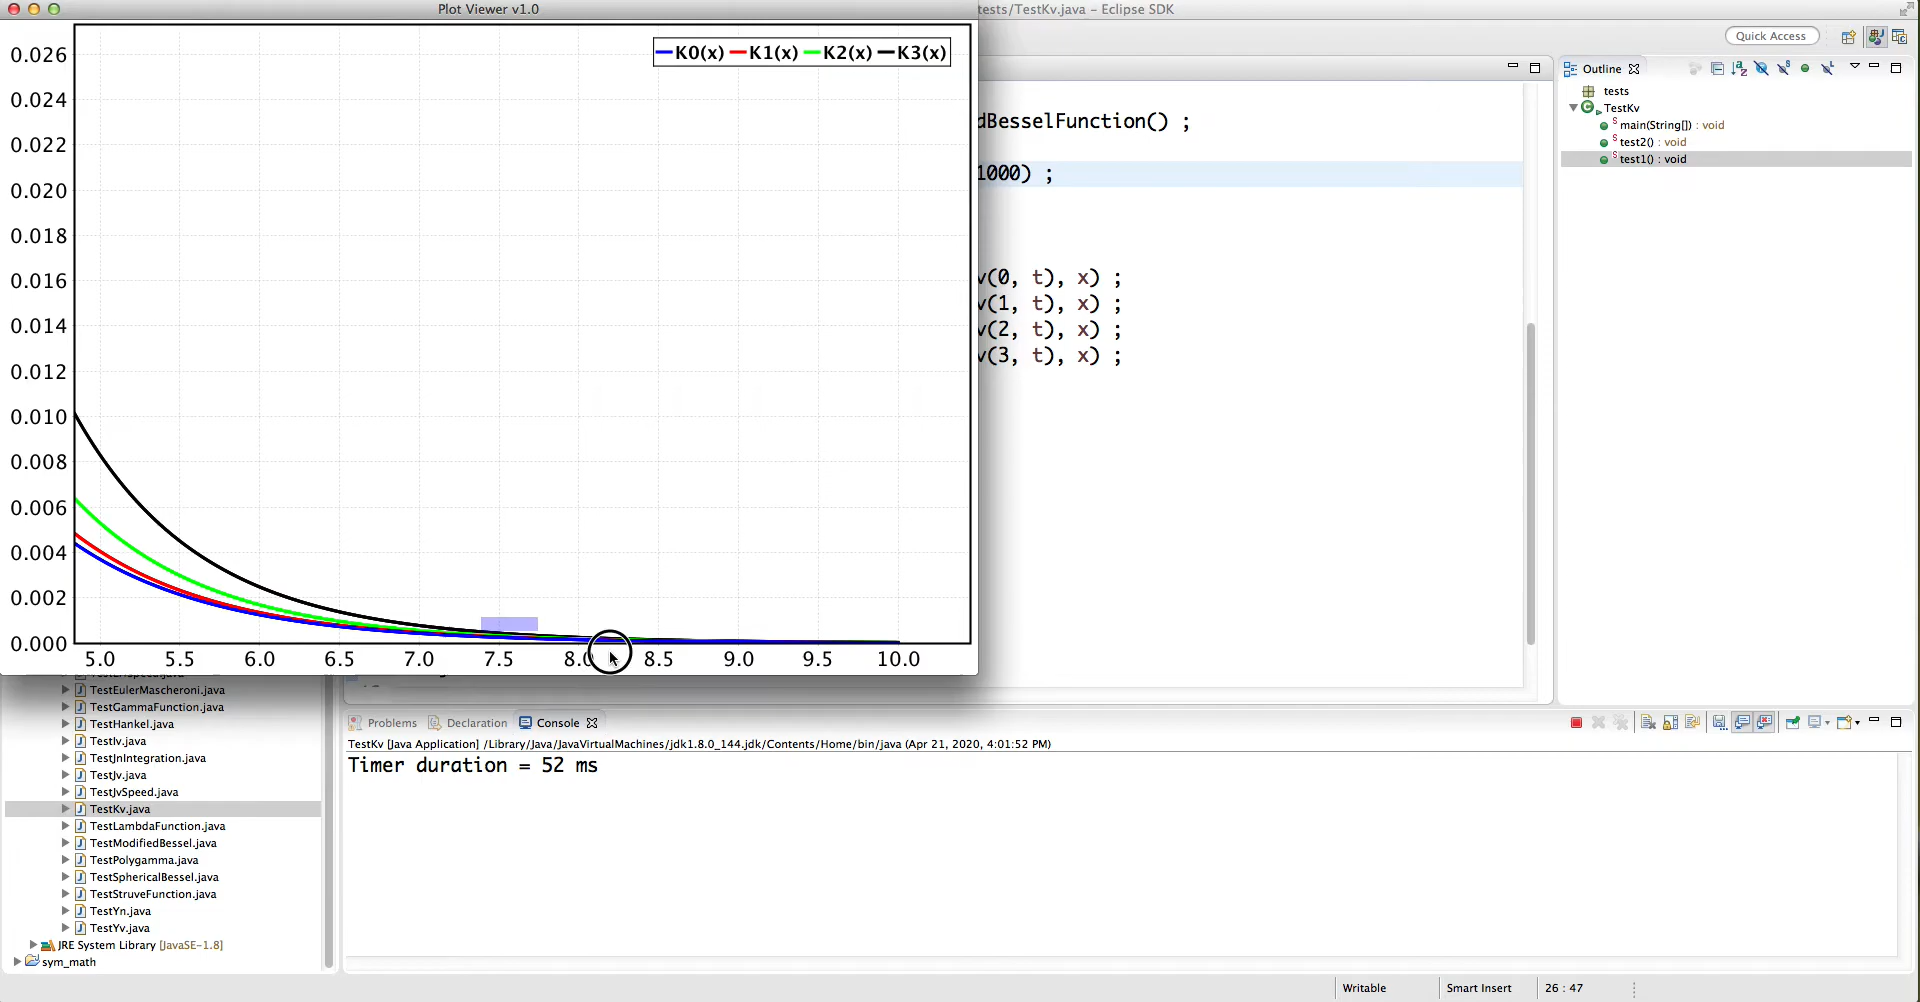 Plot Viewer v1.0
tests/TestKv.java – Eclipse SDK
Quick Access
K0(x) K1(x) K2(x) K3(x)
0.026
0.024
0.022
0.020
0.018
0.016
0.014
0.012
0.010
0.008
0.006
0.004
0.002
0.000
5.0 5.5 6.0 6.5 7.0 7.5 8.0 8.5 9.0 9.5 10.0
dBesselFunction() ;
1000) ;
v(0, t), x) ;
v(1, t), x) ;
v(2, t), x) ;
v(3, t), x) ;
Outline
tests
TestKv
main(String[]) : void
test2() : void
test1() : void
TestEulerMascheroni.java
TestGammaFunction.java
TestHankel.java
TestIv.java
TestJnIntegration.java
TestJv.java
TestJvSpeed.java
TestKv.java
TestLambdaFunction.java
TestModifiedBessel.java
TestPolygamma.java
TestSphericalBessel.java
TestStruveFunction.java
TestYn.java
TestYv.java
JRE System Library [JavaSE-1.8]
sym_math
Problems Declaration Console
TestKv [Java Application] /Library/Java/JavaVirtualMachines/jdk1.8.0_144.jdk/Contents/Home/bin/java (Apr 21, 2020, 4:01:52 PM)
Timer duration = 52 ms
Writable Smart Insert 26 : 47